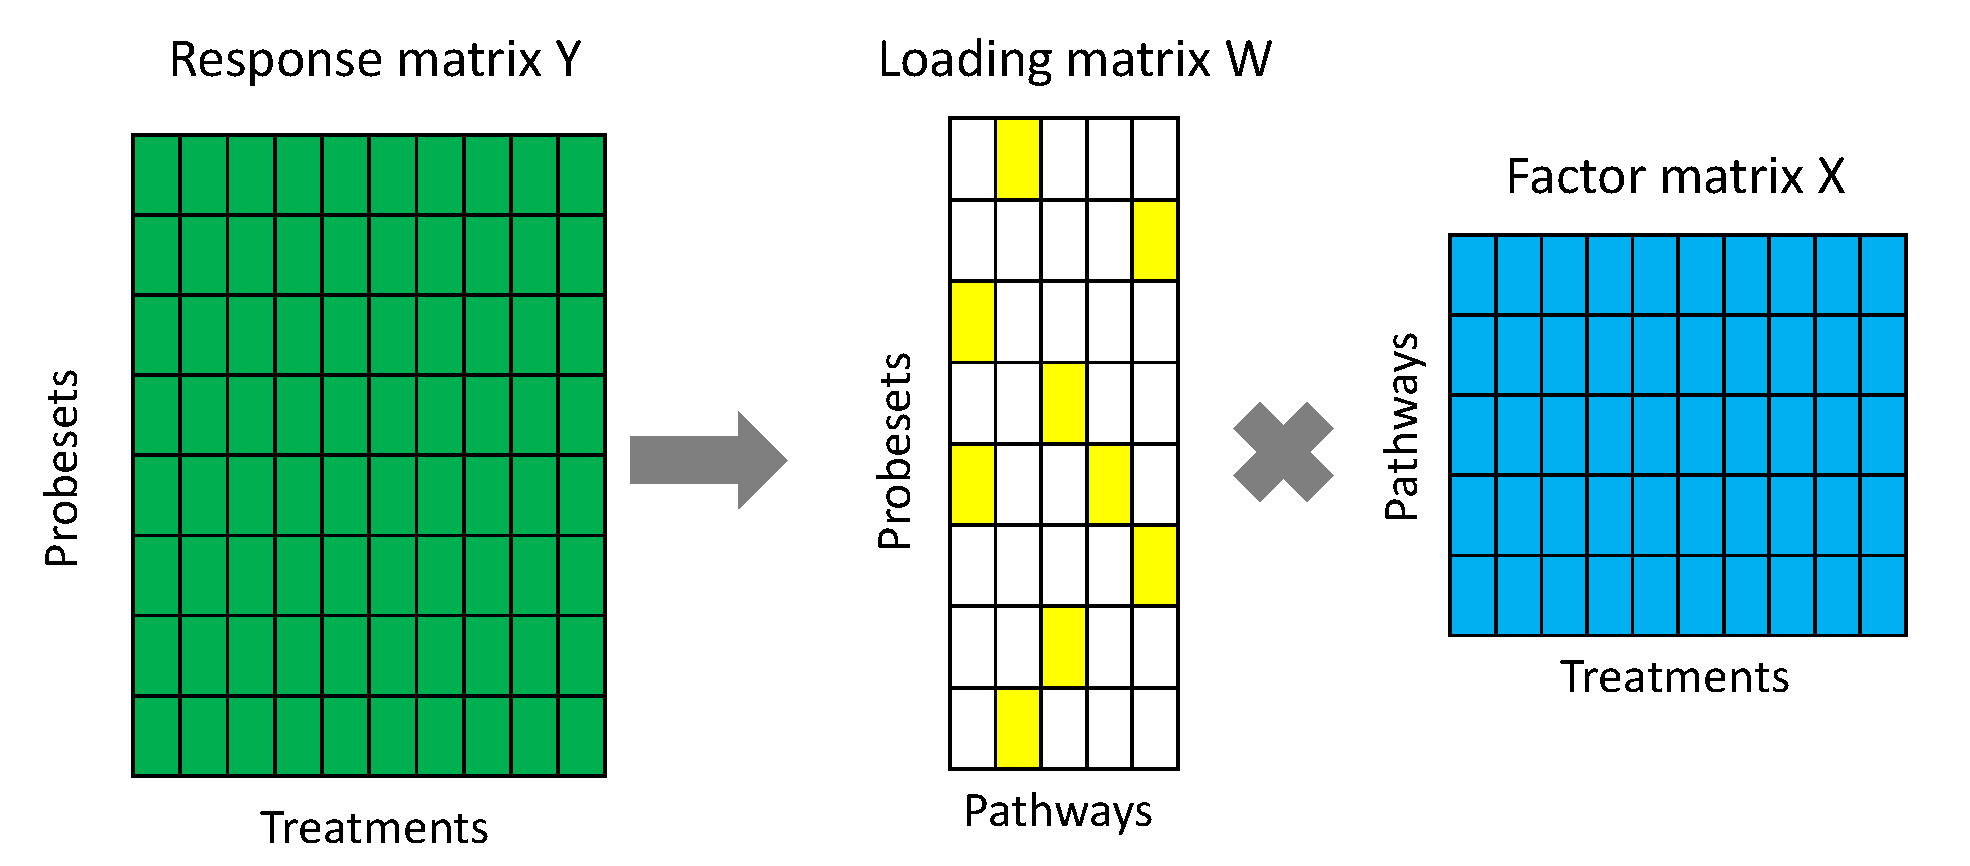 Response matrix Y
Probesets
Treatments
Loading matrix W
Probesets
Pathways
Factor matrix X
Pathways
Treatments